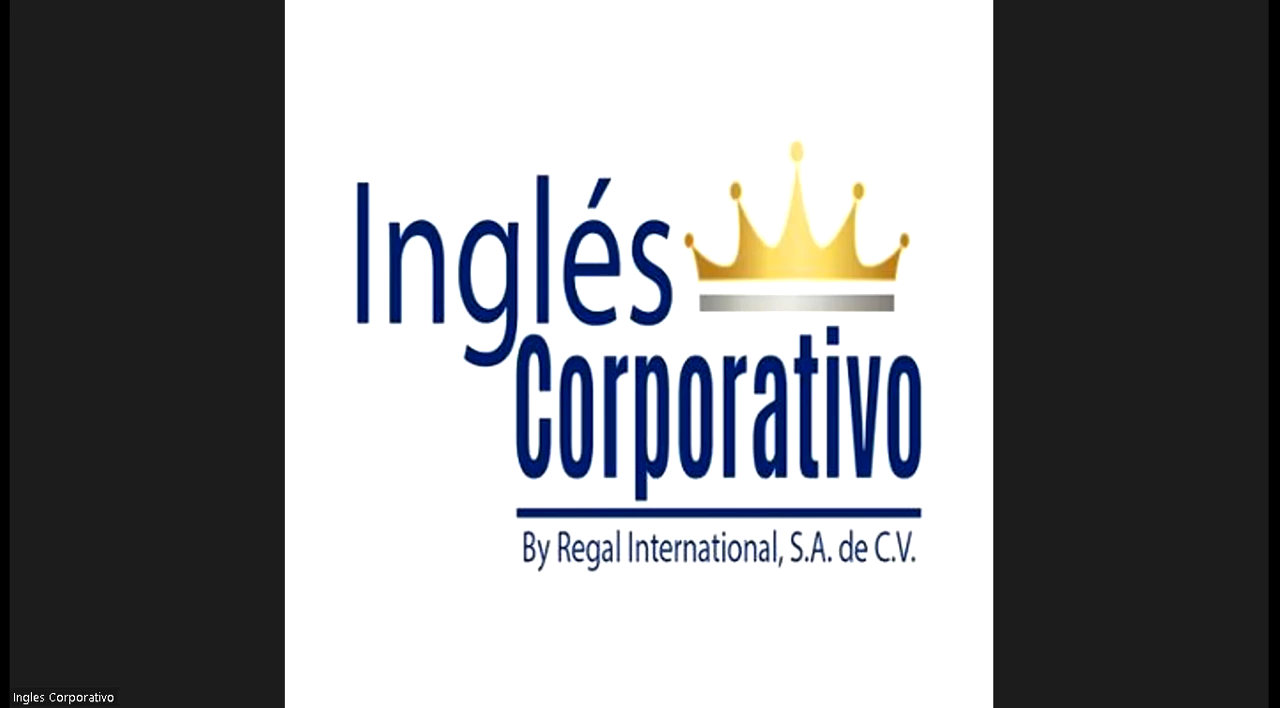 Inglés
Corporativo
By Regal International, S.A. de C.V.
Ingles Corporativo